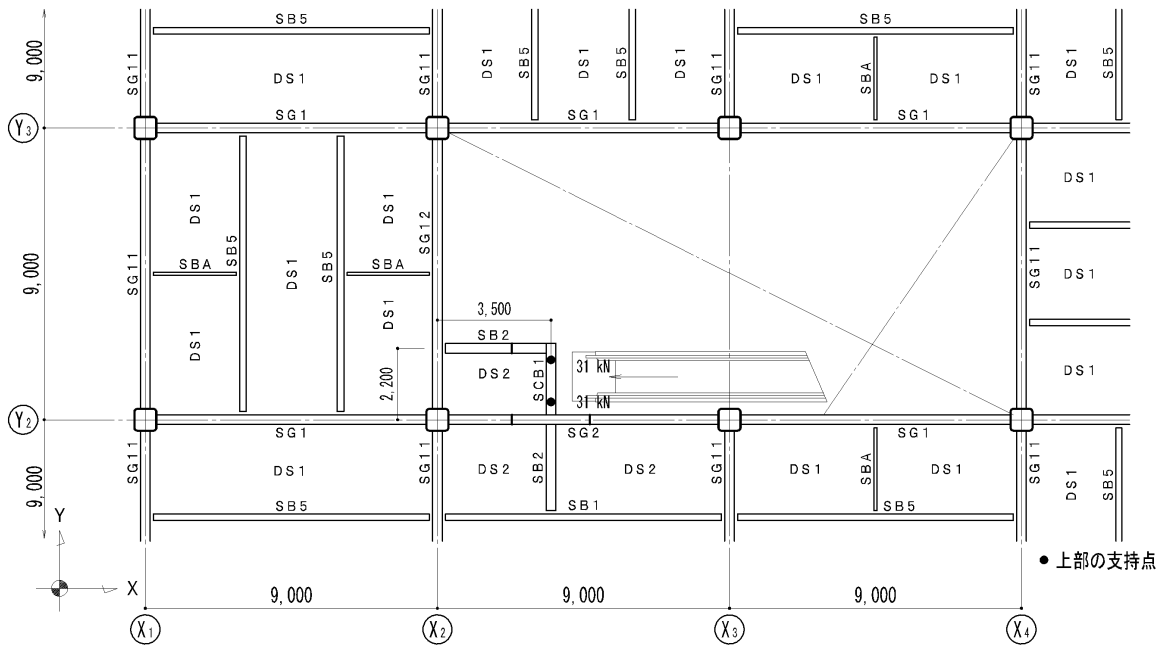 SB5
SB5
9,000
SG11
DS1
SG11
DS1
SB5
DS1
SB5
DS1
SG11
DS1
SBA
DS1
SG11
DS1
SB5
SG1
SG1
SG1
Y3
DS1
SBA
SB5
DS1
SB5
DS1
SBA
SG12
DS1
9,000
SG11
SG11
DS1
DS1
DS1
3,500
SB2
2,200
DS2
SCB1
31 kN
31 kN
DS1
Y2
SG1
SG2
SG1
9,000
SG11
DS1
SG11
DS2
SB2
DS2
SG11
DS1
SBA
DS1
SG11
DS1
SB5
SB5
SB1
SB5
Y
X
● 上部の支持点
9,000
9,000
9,000
X1
X2
X3
X4